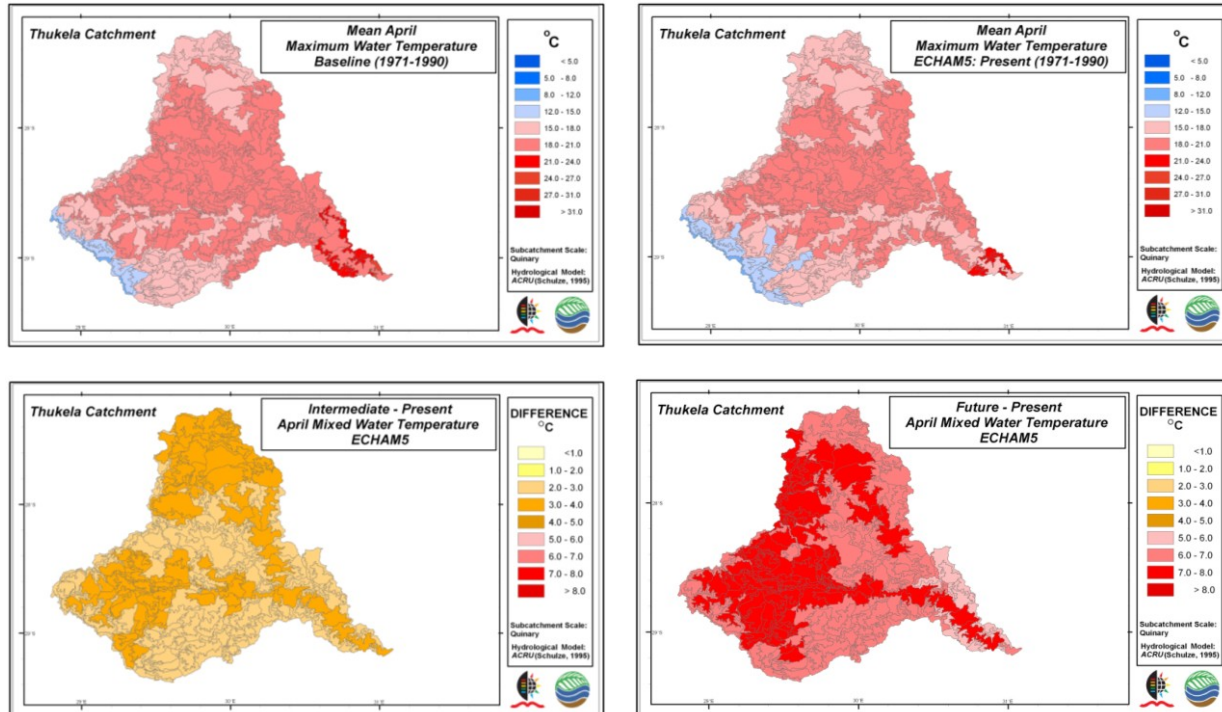 Thukela Catchment
Mean April
Maximum Water Temperature
Baseline (1971-1990)
°C
< 5.0
5.0 - 8.0
8.0 - 12.0
12.0 - 15.0
15.0 - 18.0
18.0 - 21.0
21.0 - 24.0
24.0 - 27.0
27.0 - 31.0
> 31.0
Subcatchment Scale:
Quinary
Hydrological Model:
ACRU (Schulze, 1995)
Thukela Catchment
Mean April
Maximum Water Temperature
ECHAM5: Present (1971-1990)
°C
< 5.0
5.0 - 8.0
8.0 - 12.0
12.0 - 15.0
15.0 - 18.0
18.0 - 21.0
21.0 - 24.0
24.0 - 27.0
27.0 - 31.0
> 31.0
Subcatchment Scale:
Quinary
Hydrological Model:
ACRU (Schulze, 1995)
Thukela Catchment
Intermediate - Present
April Mixed Water Temperature
ECHAM5
DIFFERENCE
°C
<1.0
1.0 - 2.0
2.0 - 3.0
3.0 - 4.0
4.0 - 5.0
5.0 - 6.0
6.0 - 7.0
7.0 - 8.0
> 8.0
Subcatchment Scale:
Quinary
Hydrological Model:
ACRU (Schulze, 1995)
Thukela Catchment
Future - Present
April Mixed Water Temperature
ECHAM5
DIFFERENCE
°C
<1.0
1.0 - 2.0
2.0 - 3.0
3.0 - 4.0
4.0 - 5.0
5.0 - 6.0
6.0 - 7.0
7.0 - 8.0
> 8.0
Subcatchment Scale:
Quinary
Hydrological Model:
ACRU (Schulze, 1995)